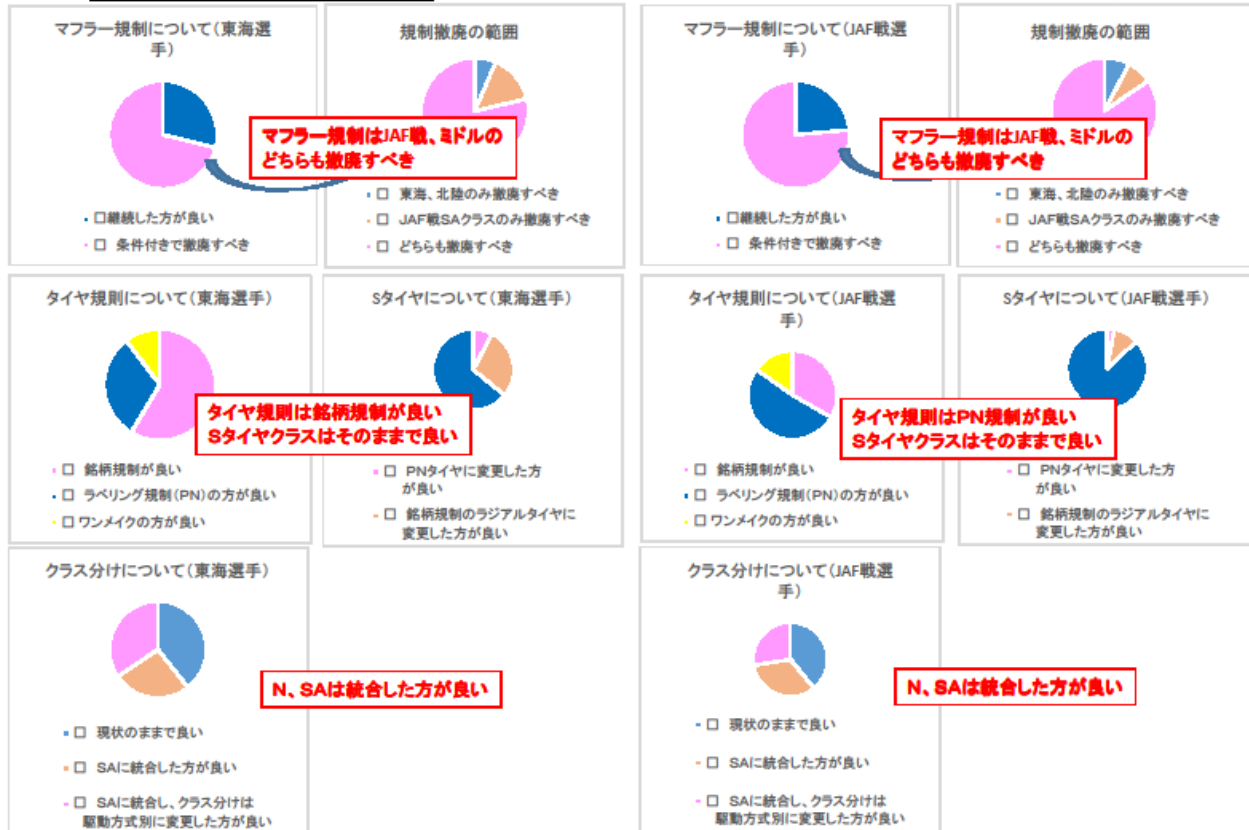 マフラー規制について(東海選
手)
マフラー規制はJAF戦、ミドルの
どちらも撤廃すべき
□継続した方が良い
□ 条件付きで撤廃すべき
規制撤廃の範囲
□ 東海、北陸のみ撤廃すべき
□ JAF戦SAクラスのみ撤廃すべき
□ どちらも撤廃すべき
マフラー規制について(JAF戦選
手)
マフラー規制はJAF戦、ミドルの
どちらも撤廃すべき
□継続した方が良い
□ 条件付きで撤廃すべき
規制撤廃の範囲
□ 東海、北陸のみ撤廃すべき
□ JAF戦SAクラスのみ撤廃すべき
□ どちらも撤廃すべき
タイヤ規則について(東海選手)
タイヤ規則は銘柄規制が良い
Sタイヤクラスはそのままで良い
□ 銘柄規制が良い
□ ラベリング規制(PN)の方が良い
□ワンメイクの方が良い
Sタイヤについて(東海選手)
□ PNタイヤに変更した方
が良い
□ 銘柄規制のラジアルタイヤに
変更した方が良い
タイヤ規則について(JAF戦選
手)
タイヤ規則はPN規制が良い
Sタイヤクラスはそのままで良い
□ 銘柄規制が良い
□ ラベリング規制(PN)の方が良い
□ワンメイクの方が良い
Sタイヤについて(JAF戦選手)
□ PNタイヤに変更した方
が良い
□ 銘柄規制のラジアルタイヤに
変更した方が良い
クラス分けについて(東海選手)
N、SAは統合した方が良い
□ 現状のままで良い
□ SAに統合した方が良い
□ SAに統合し、クラス分けは
駆動方式別に変更した方が良い
クラス分けについて(JAF戦選
手)
N、SAは統合した方が良い
□ 現状のままで良い
□ SAに統合した方が良い
□ SAに統合し、クラス分けは
駆動方式別に変更した方が良い